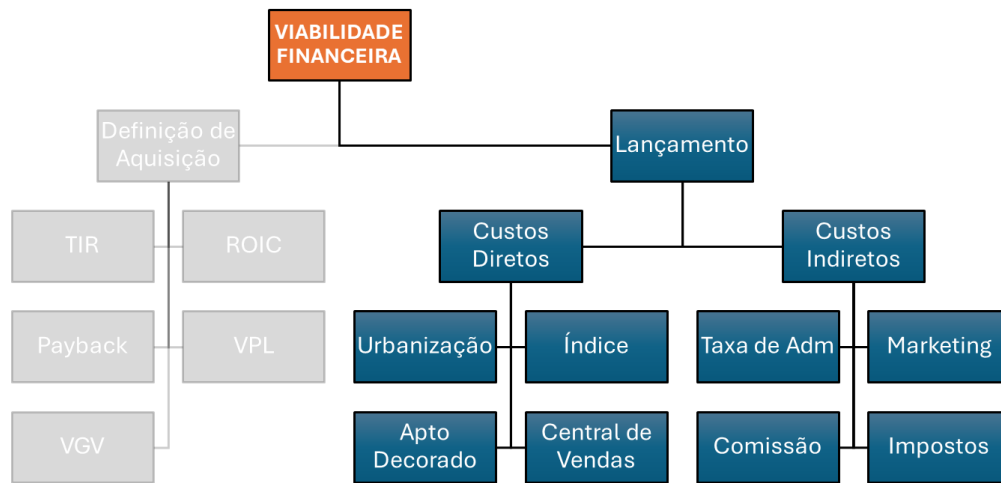 VIABILIDADE
FINANCEIRA
Definição de
Aquisição
Lançamento
TIR
ROIC
Custos
Diretos
Custos
Indiretos
Payback
VPL
Urbanização
Índice
Taxa de Adm
Marketing
VGV
Apto
Decorado
Central de
Vendas
Comissão
Impostos